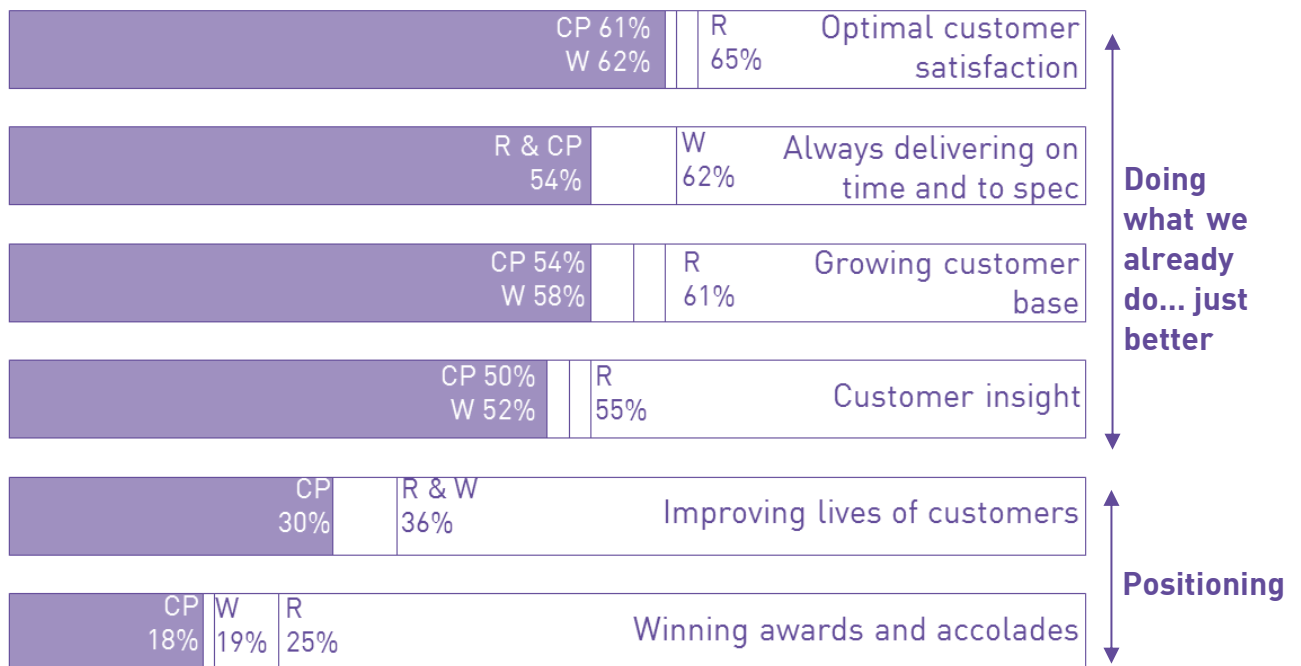 CP 61%
W 62%
R
65%
Optimal customer
satisfaction
R & CP
54%
W
62%
Always delivering on
time and to spec
CP 54%
W 58%
R
61%
Growing customer
base
CP 50%
W 52%
R
55%
Customer insight
Doing
what we
already
do... just
better
CP
30%
R & W
36%
Improving lives of customers
CP
18%
W
19%
R
25%
Winning awards and accolades
Positioning